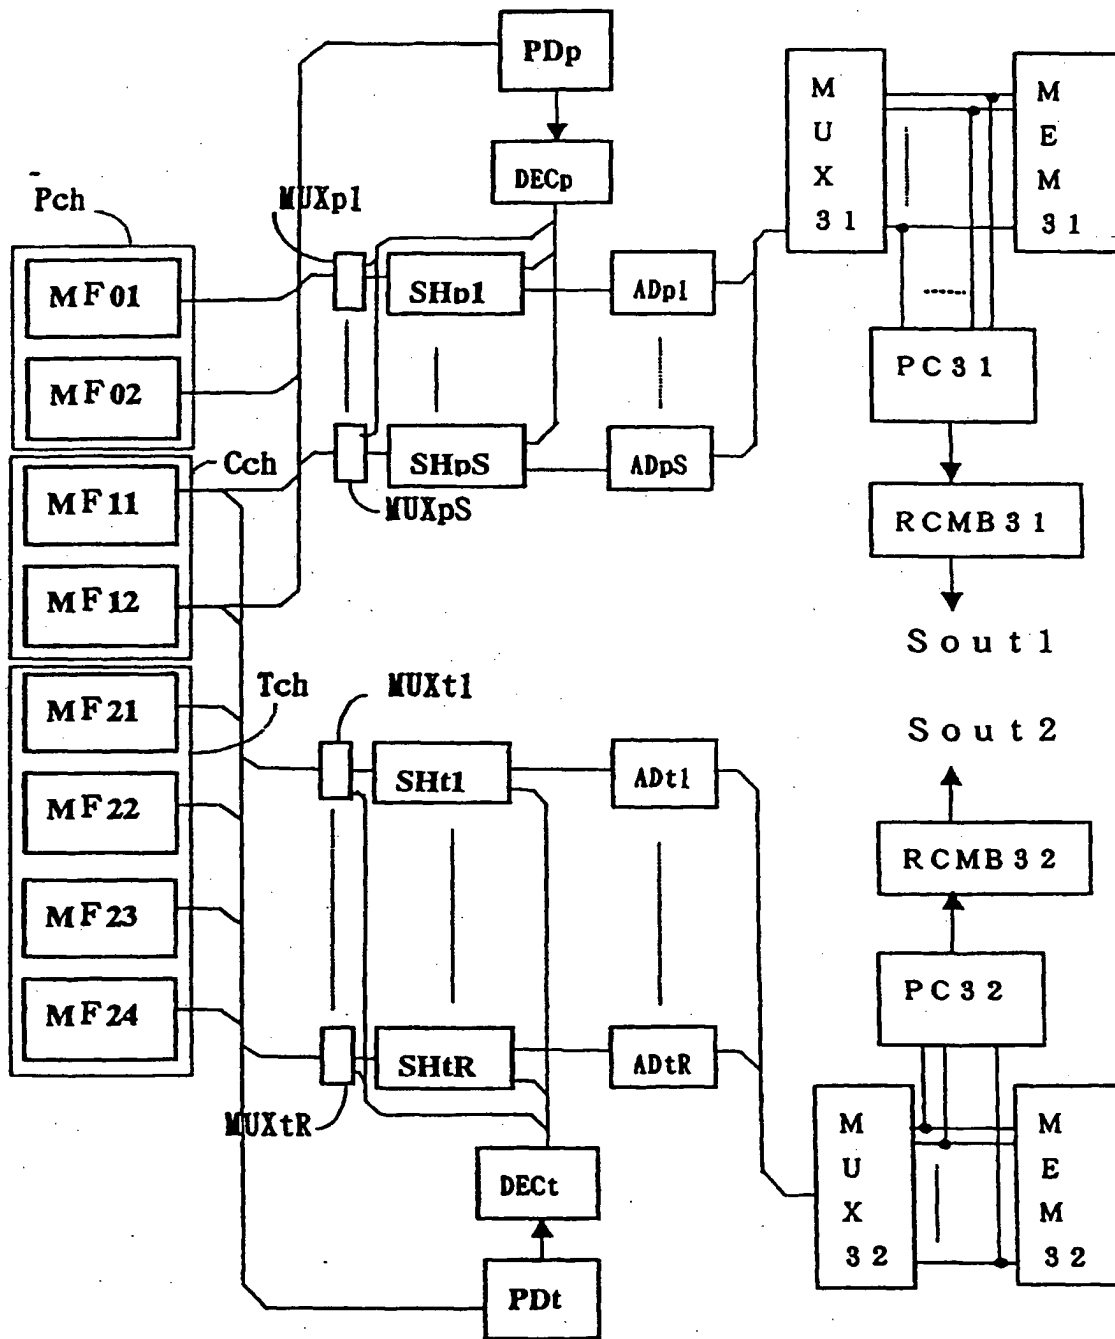 PDp
DECp
MUXp1
Pch
MF01
MF02
Cch
MF11
MF12
Tch
MF21
MF22
MF23
MF24
SHp1
ADp1
SHpS
ADpS
MUXpS
MUX31
MEM31
PC31
RCMB31
Sout1
Sout2
RCMB32
PC32
MUX32
MEM32
MUXt1
SHt1
ADt1
SHtR
ADtR
MUXtR
DECt
PDt